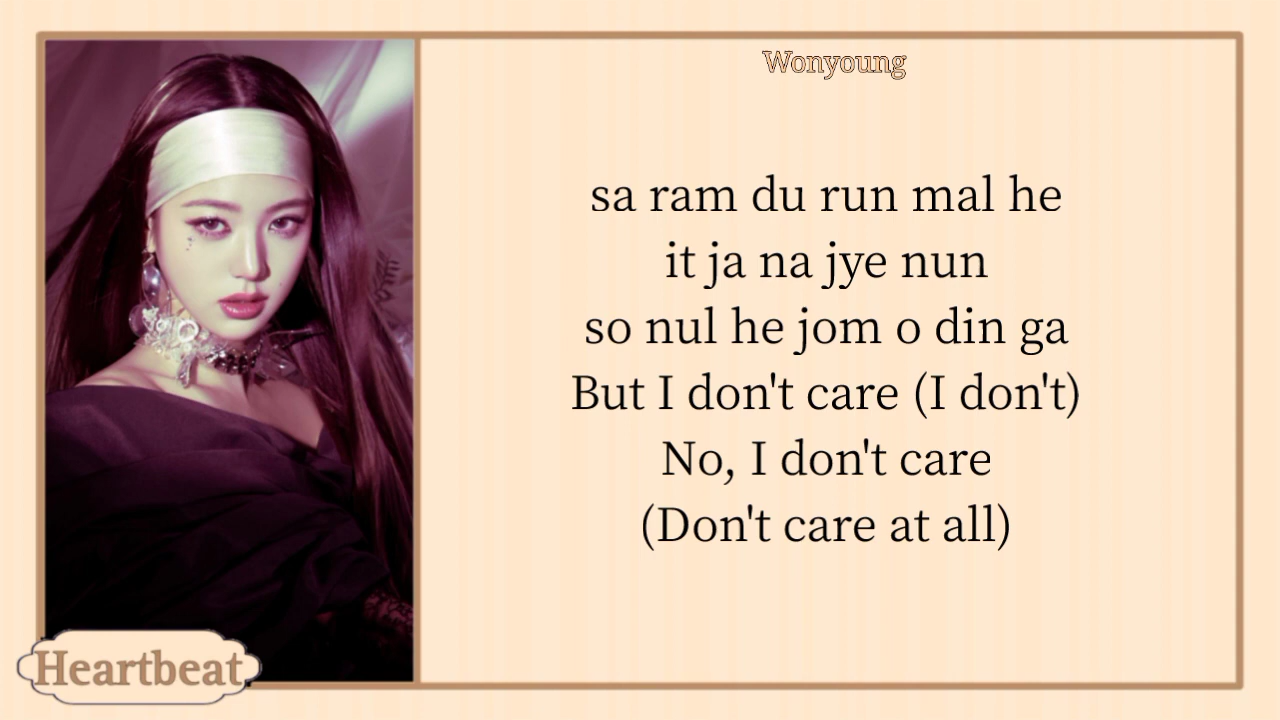 Wonyoung
sa ram du run mal he
it ja na jye nun
so nul he jom o din ga
But I don't care (I don't)
No, I don't care
(Don't care at all)
Heartbeat